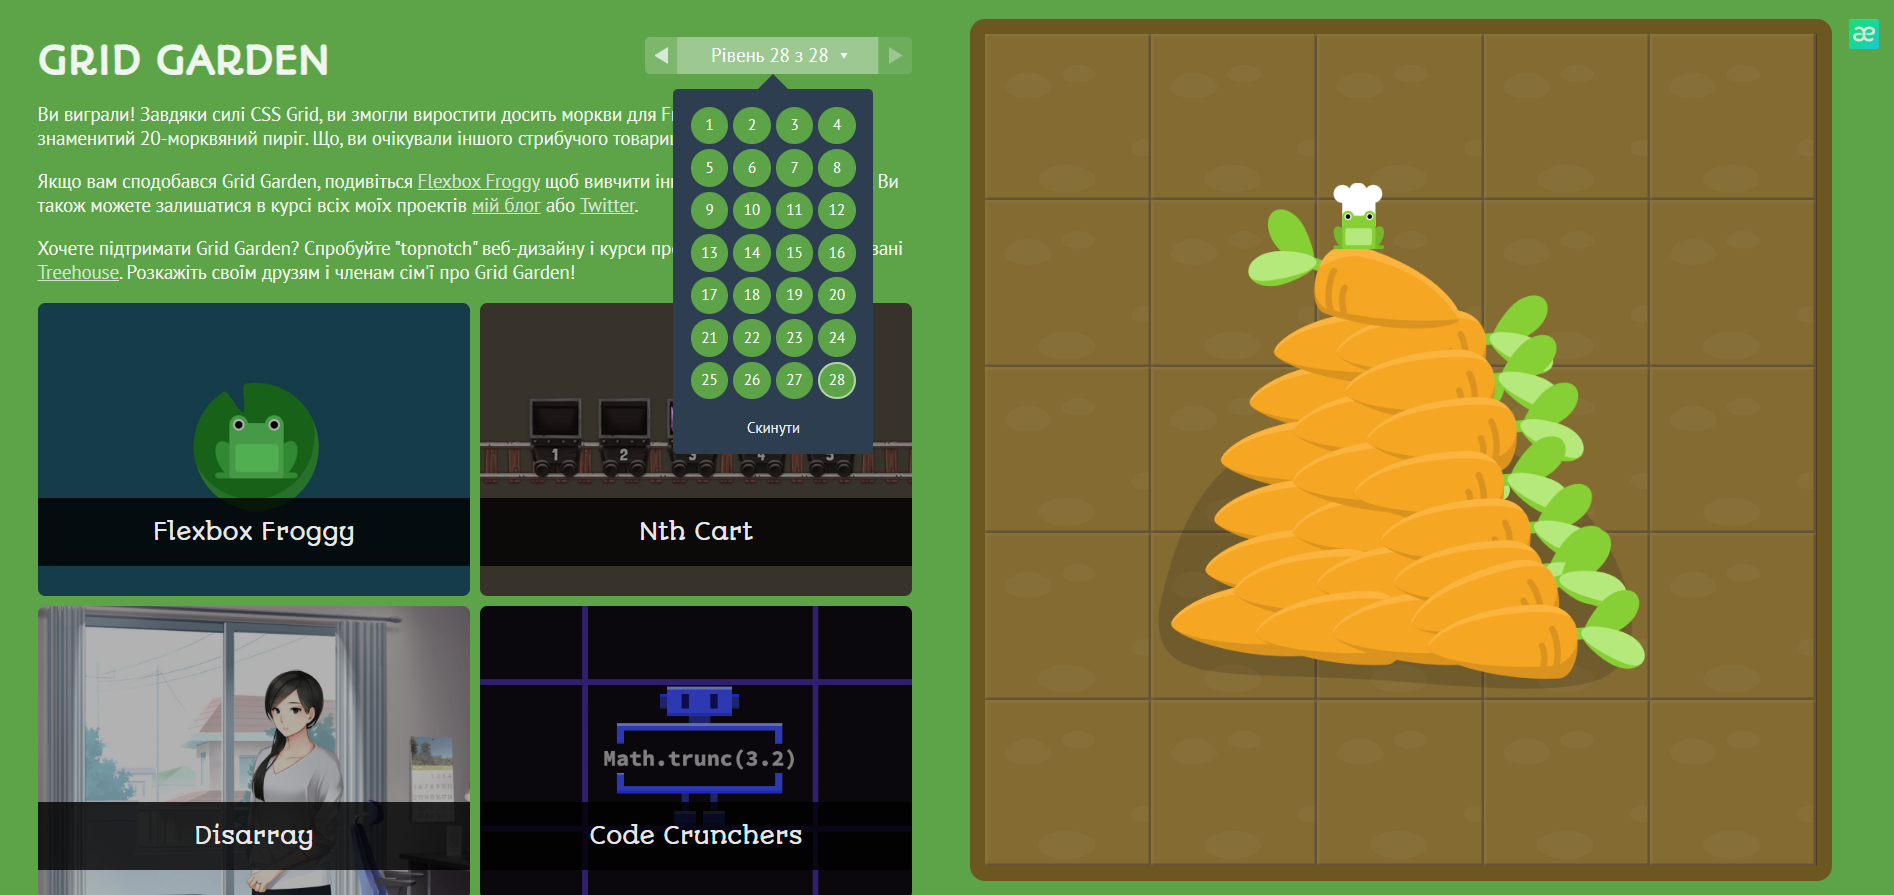 GRID GARDEN
Рівень 28 з 28
Ви виграли! Завдяки силі CSS Grid, ви змогли виростити досить моркви для
знаменитий 20-морквяний пиріг. Що, ви очікували іншого стрибучого
Якщо вам сподобався Grid Garden, подивіться Flexbox Froggy щоб вивчити Ви
також можете залишатися в курсі всіх моїх проектів мій блог або Twitter.
Хочете підтримати Grid Garden? Спробуйте "topnotch" веб-дизайну і курси
Treehouse. Розкажіть своїм друзям і членам сім'ї про Grid Garden!
1 2 3 4
5 6 7 8
9 10 11 12
13 14 15 16
17 18 19 20
21 22 23 24
25 26 27 28
Скинути
1 2 3 4 5
Flexbox Froggy
Nth Cart
Math.trunc(3.2)
Disarray
Code Crunchers
æ